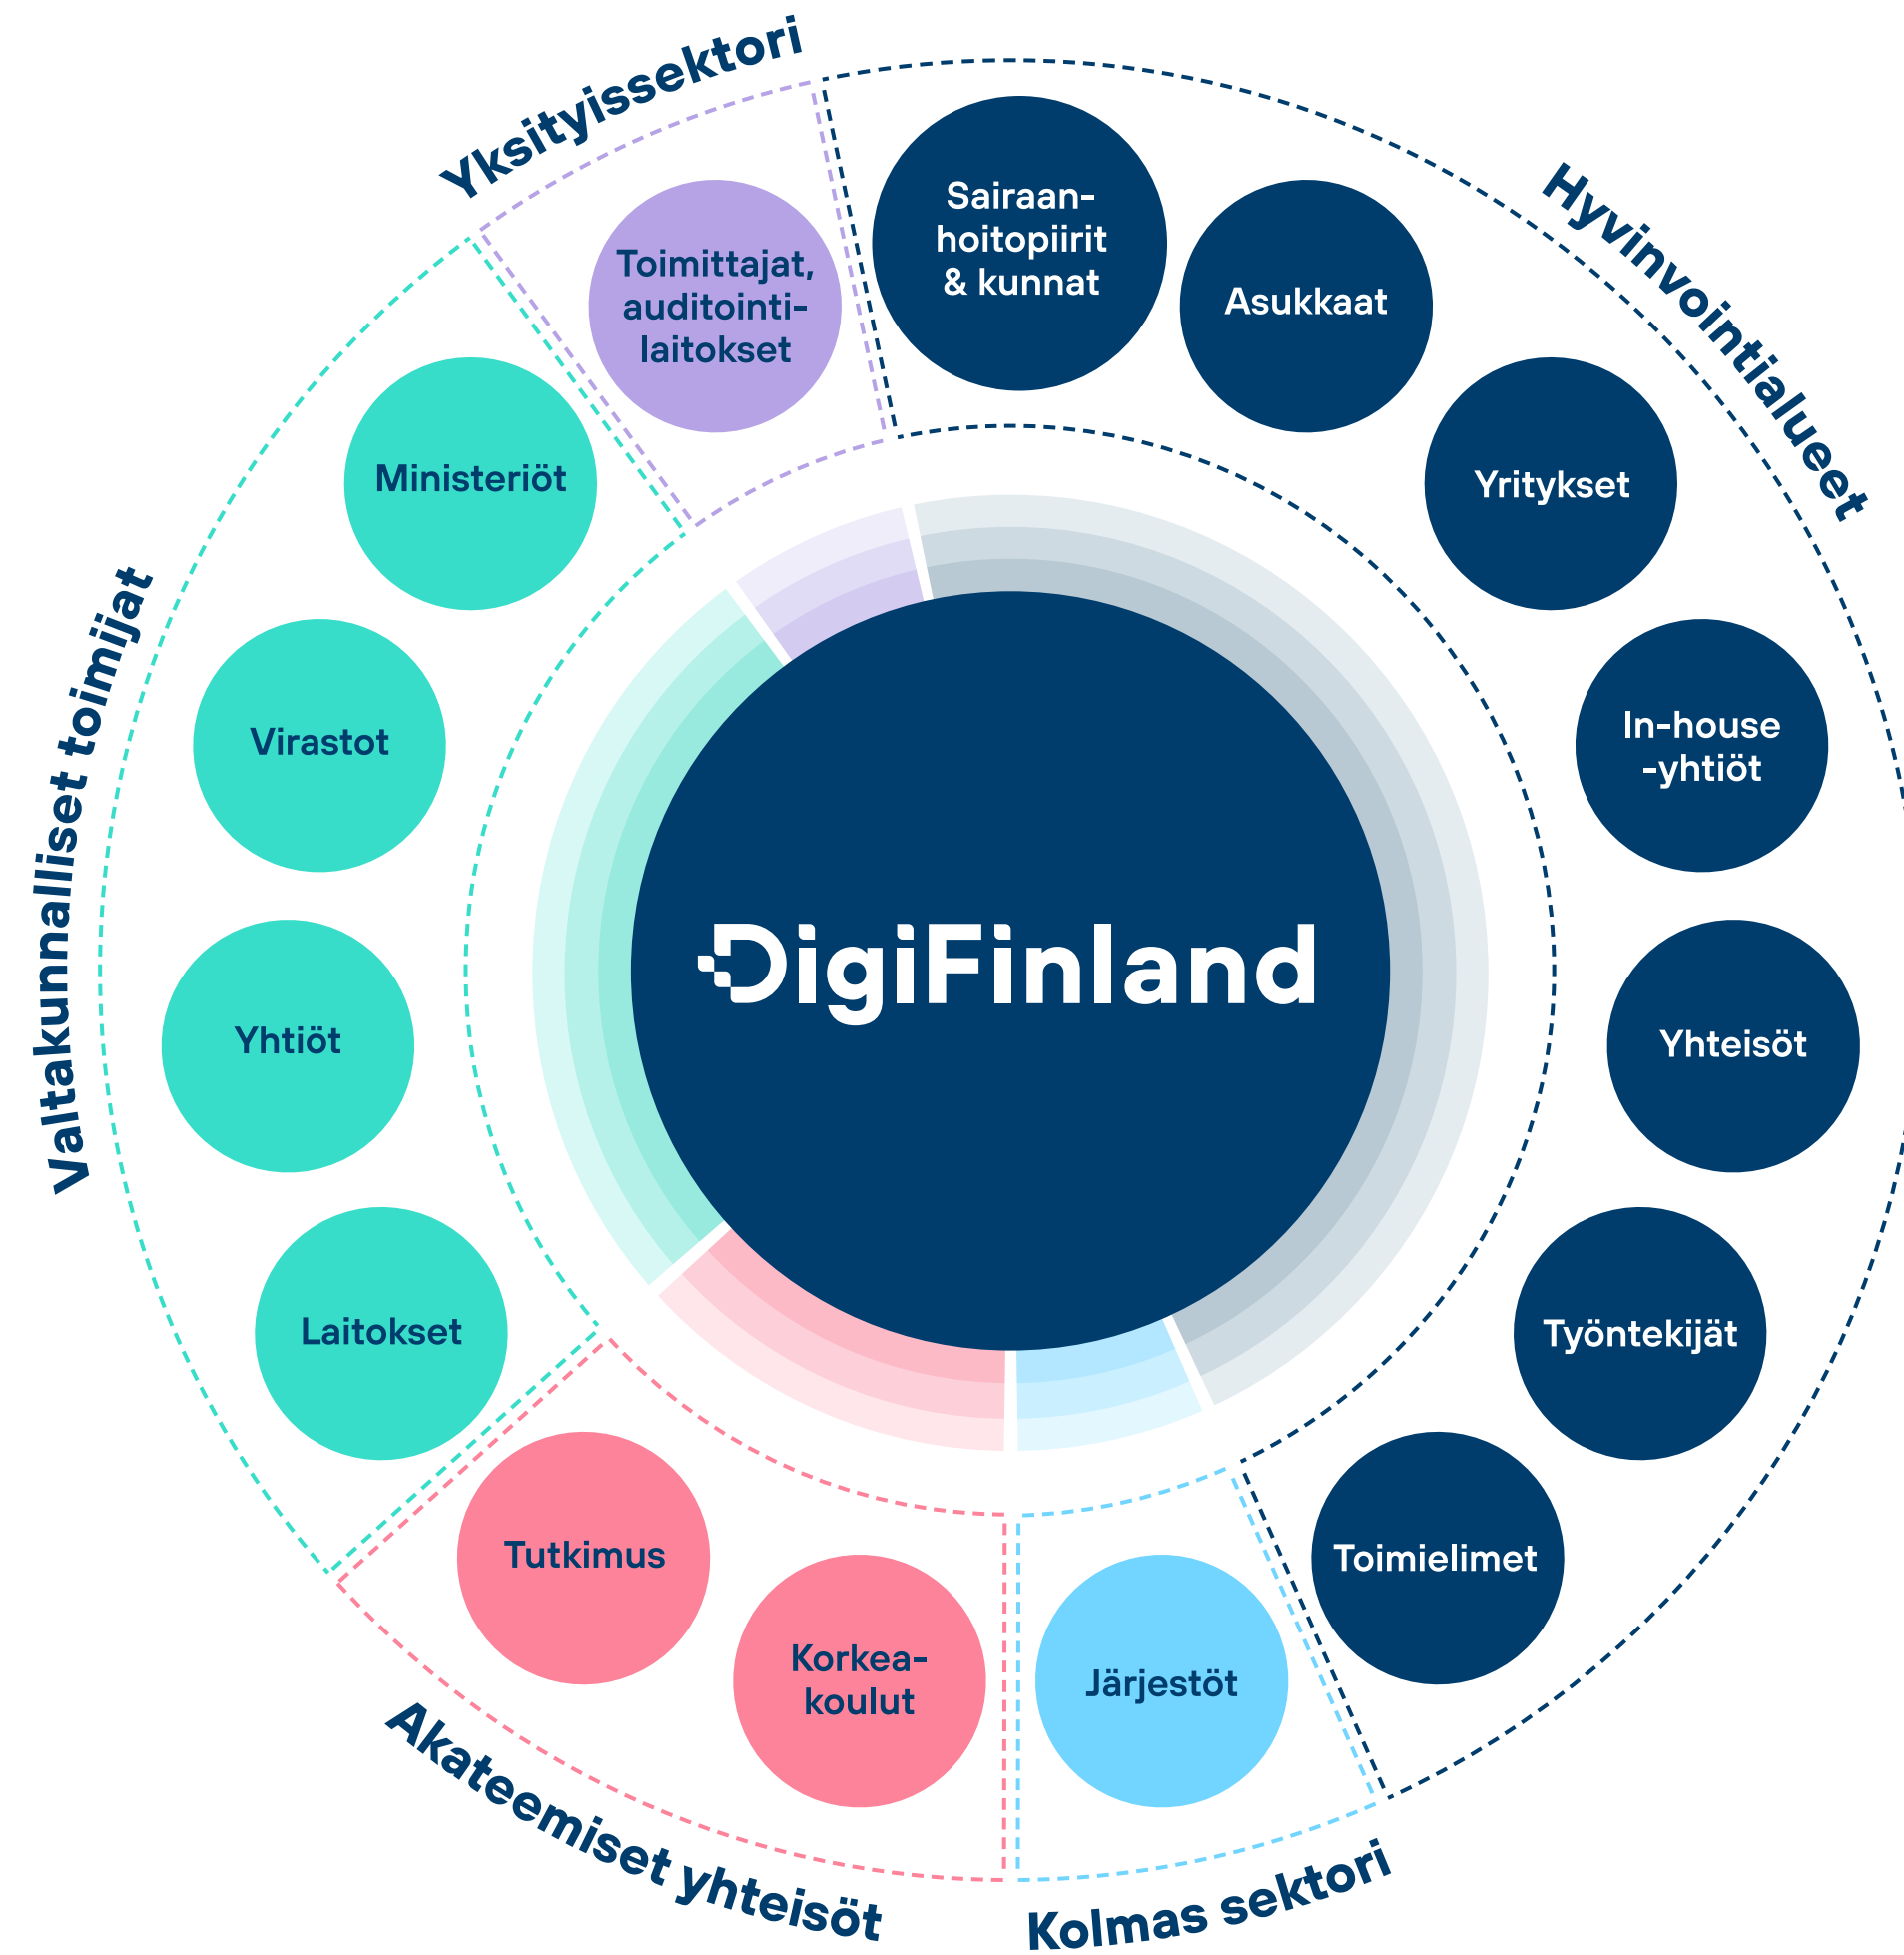 Yksityissektori
Toimittajat,
auditointi-
laitokset
Hyvinvointialueet
Sairaan-
hoitopiirit
& kunnat
Asukkaat
Yritykset
In-house
-yhtiöt
Yhteisöt
Työntekijät
Toimielimet
Kolmas sektori
Järjestöt
Akateemiset yhteisöt
Korkea-
koulut
Tutkimus
Valtakunnalliset toimijat
Laitokset
Yhtiöt
Virastot
Ministeriöt
DigiFinland